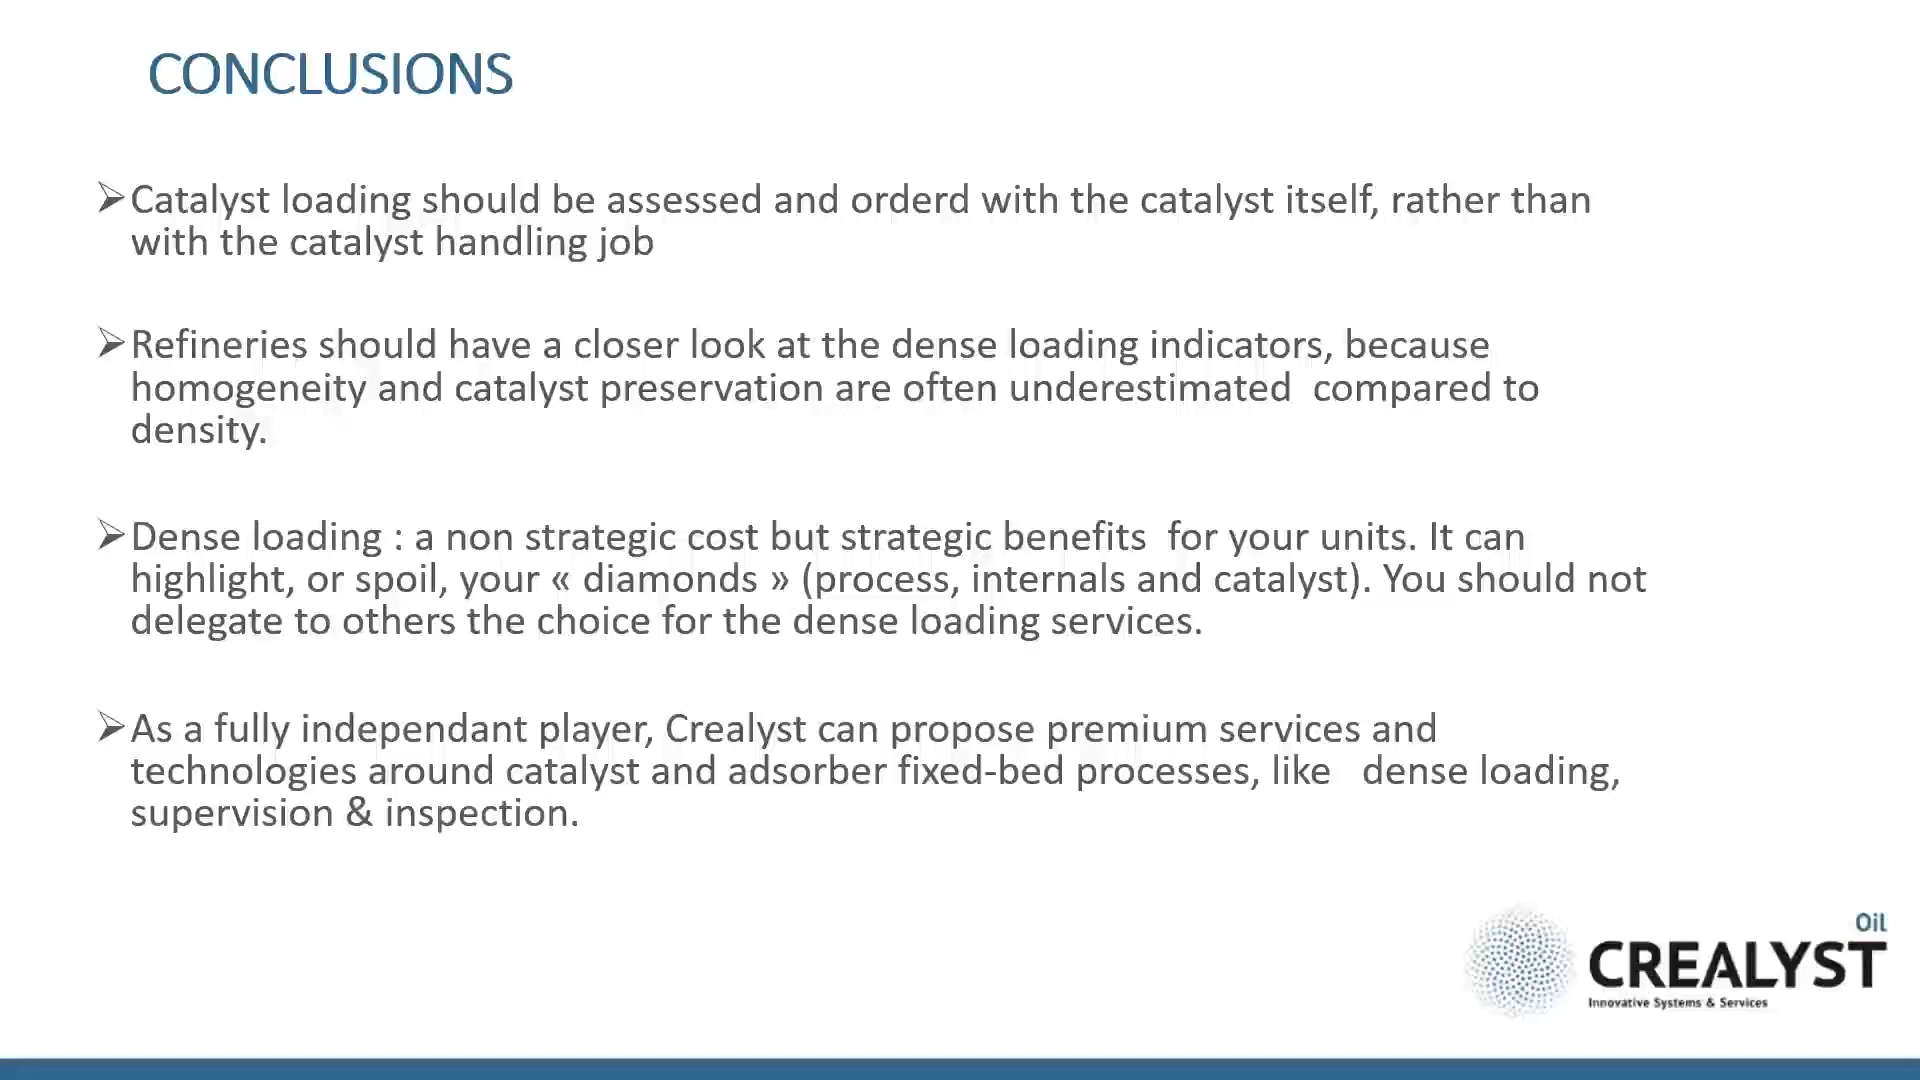 CONCLUSIONS
➢Catalyst loading should be assessed and orderd with the catalyst itself, rather than
with the catalyst handling job
➢Refineries should have a closer look at the dense loading indicators, because
homogeneity and catalyst preservation are often underestimated  compared to
density.
➢Dense loading : a non strategic cost but strategic benefits  for your units. It can
highlight, or spoil, your « diamonds » (process, internals and catalyst). You should not
delegate to others the choice for the dense loading services.
➢As a fully independant player, Crealyst can propose premium services and
technologies around catalyst and adsorber fixed-bed processes, like   dense loading,
supervision & inspection.
Oil
CREALYST
Innovative Systems & Services